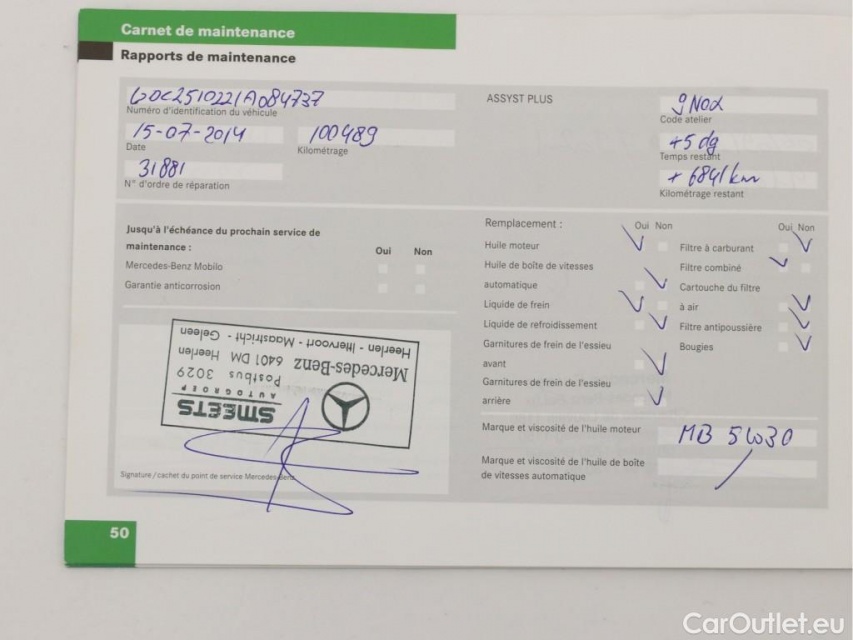 Carnet de maintenance
Rapports de maintenance
WDC2510221A084737
Numéro d'identification du véhicule
15-07-2014 100489
Date Kilométrage
31881
N° d'ordre de réparation
ASSYST PLUS
Code atelier
+5 dg
Temps restant
+ 6841 km
Kilométrage restant
Jusqu'à l'échéance du prochain service de
maintenance :
Oui Non
Mercedes-Benz Mobilo
Garantie anticorrosion
SMEETS
AUTOGROEP
Postbus 3029
6401 DM Heerlen
Mercedes-Benz
Heerlen - Ittervoort - Maastricht - Geleen
Signature / cachet du point de service Mercedes-Benz
Remplacement :
Oui Non
Huile moteur
Huile de boîte de vitesses
automatique
Liquide de frein
Liquide de refroidissement
Garnitures de frein de l'essieu
avant
Garnitures de frein de l'essieu
arrière
Oui Non
Filtre à carburant
Filtre combiné
Cartouche du filtre
à air
Filtre antipoussière
Bougies
Marque et viscosité de l'huile moteur
MB 5W30
Marque et viscosité de l'huile de boîte
de vitesses automatique
50
CarOutlet.eu